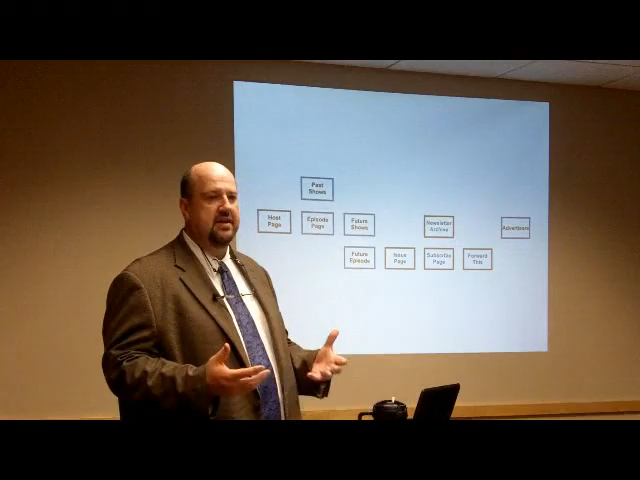 Past
Shows
Host
Page
Episode
Page
Future
Shows
Newsletter
Archive
Advertisers
Future
Episode
Issue
Page
Subscribe
Page
Forward
This